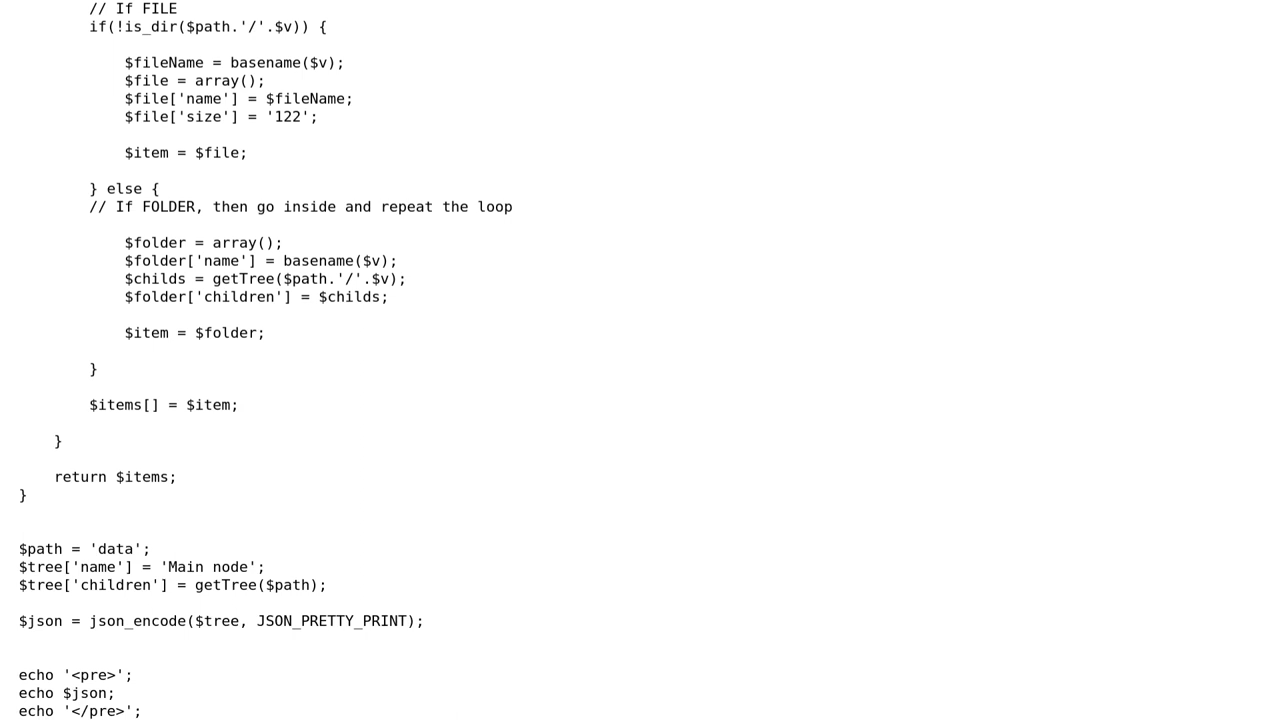 // If FILE
if(!is_dir($path.'/'.$v)) {
$fileName = basename($v);
$file = array();
$file['name'] = $fileName;
$file['size'] = '122';
$item = $file;
} else {
// If FOLDER, then go inside and repeat the loop
$folder = array();
$folder['name'] = basename($v);
$childs = getTree($path.'/'.$v);
$folder['children'] = $childs;
$item = $folder;
}
$items[] = $item;
}
return $items;
}
$path = 'data';
$tree['name'] = 'Main node';
$tree['children'] = getTree($path);
$json = json_encode($tree, JSON_PRETTY_PRINT);
echo '<pre>';
echo $json;
echo '</pre>';